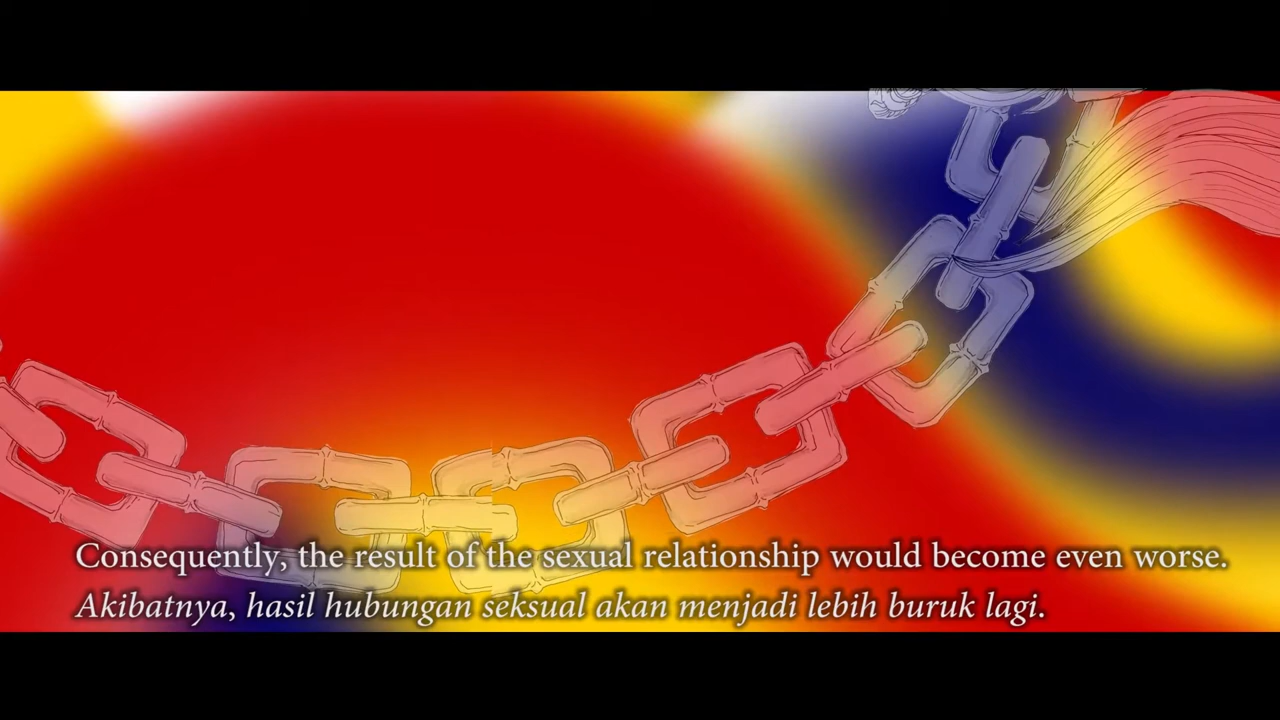 Consequently, the result of the sexual relationship would become even worse.
Akibatnya, hasil hubungan seksual akan menjadi lebih buruk lagi.